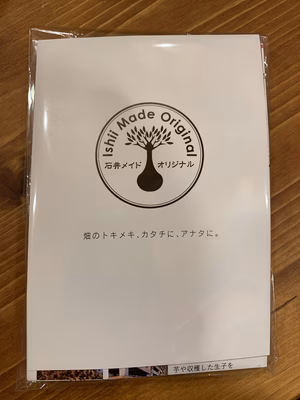 Ishii Made Original
石井メイド オリジナル
畑のトキメキ、カタチに、アナタに。
芋や収穫した生子を